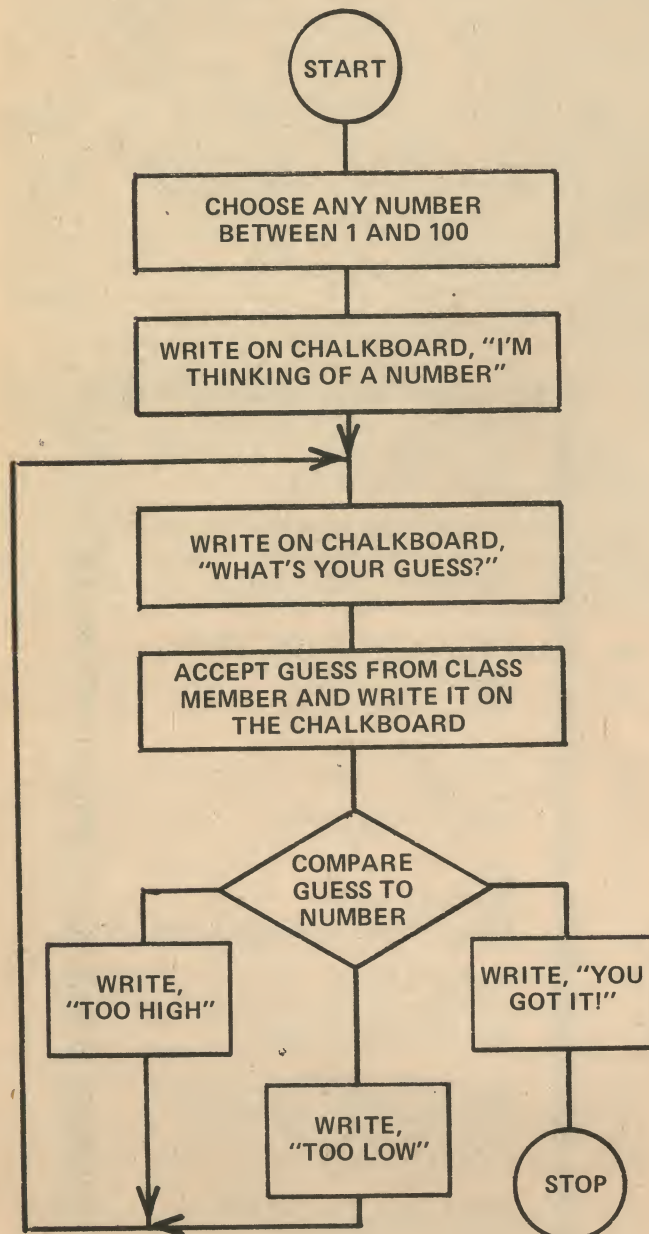 START
CHOOSE ANY NUMBER
BETWEEN 1 AND 100
WRITE ON CHALKBOARD, "I'M
THINKING OF A NUMBER"
WRITE ON CHALKBOARD,
"WHAT'S YOUR GUESS?"
ACCEPT GUESS FROM CLASS
MEMBER AND WRITE IT ON
THE CHALKBOARD
COMPARE
GUESS TO
NUMBER
WRITE,
"TOO HIGH"
WRITE,
"TOO LOW"
WRITE, "YOU
GOT IT!"
STOP